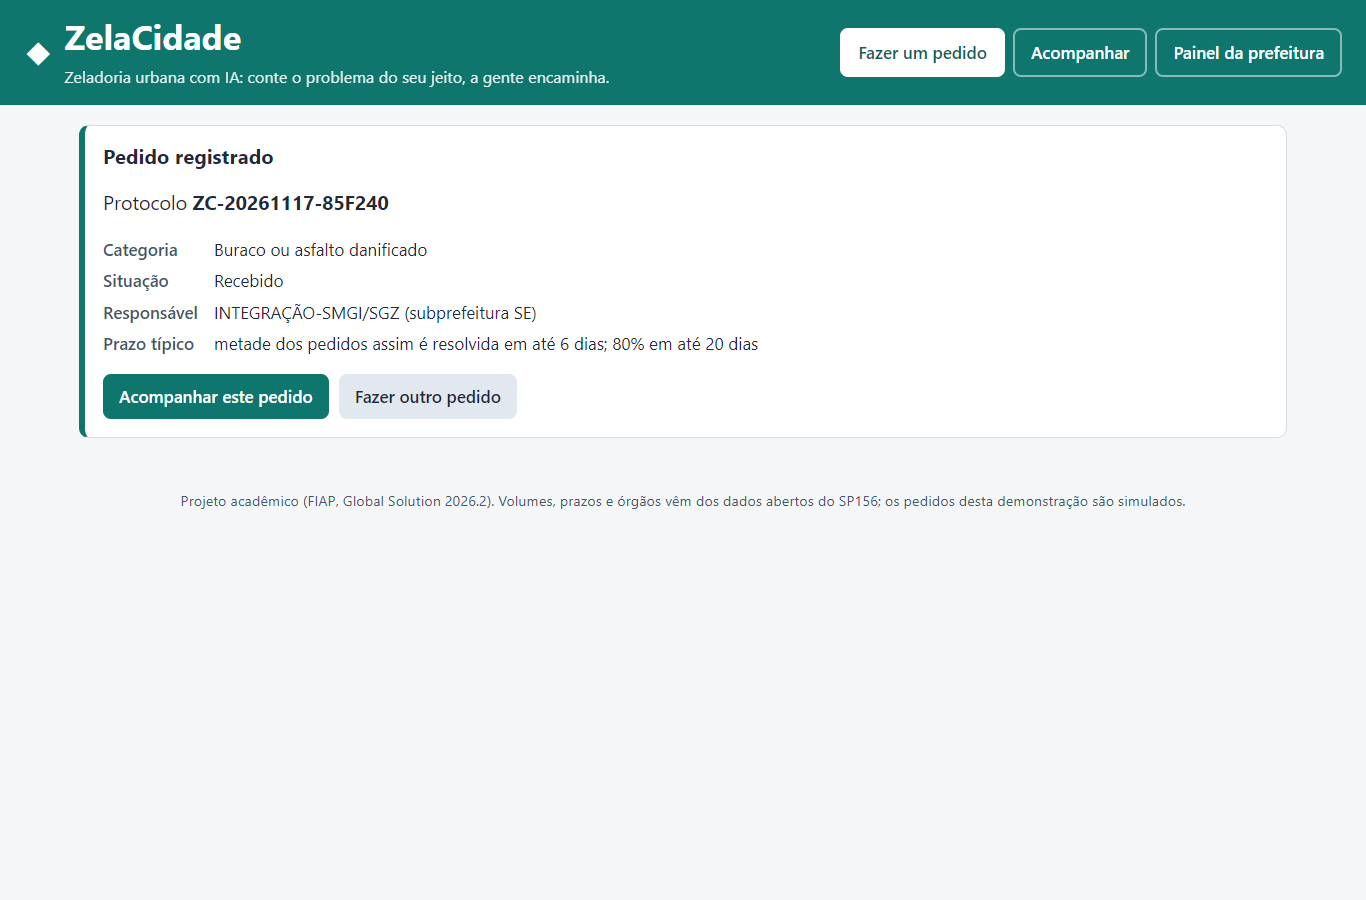 ZelaCidade
Zeladoria urbana com IA: conte o problema do seu jeito, a gente encaminha.
Fazer um pedido
Acompanhar
Painel da prefeitura
Pedido registrado
Protocolo ZC-20261117-85F240
Categoria Buraco ou asfalto danificado
Situação Recebido
Responsável INTEGRAÇÃO-SMGI/SGZ (subprefeitura SE)
Prazo típico metade dos pedidos assim é resolvida em até 6 dias; 80% em até 20 dias
Acompanhar este pedido
Fazer outro pedido
Projeto acadêmico (FIAP, Global Solution 2026.2). Volumes, prazos e órgãos vêm dos dados abertos do SP156; os pedidos desta demonstração são simulados.